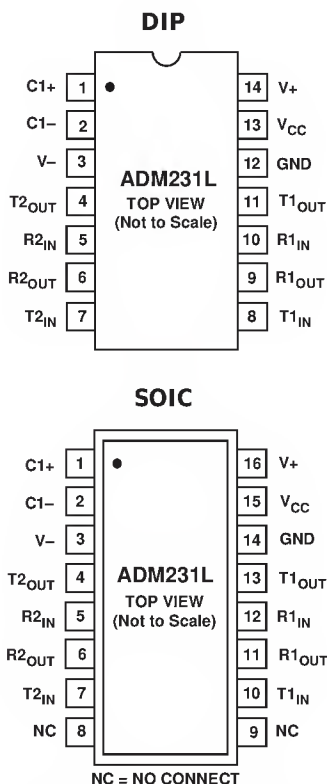 DIP
C1+ 1 14 V+
C1– 2 13 VCC
V– 3 12 GND
ADM231L
T2OUT 4 TOP VIEW 11 T1OUT
(Not to Scale)
R2IN 5 10 R1IN
R2OUT 6 9 R1OUT
T2IN 7 8 T1IN
SOIC
C1+ 1 16 V+
C1– 2 15 VCC
V– 3 14 GND
T2OUT 4 ADM231L 13 T1OUT
TOP VIEW
R2IN 5 (Not to Scale) 12 R1IN
R2OUT 6 11 R1OUT
T2IN 7 10 T1IN
NC 8 9 NC
NC = NO CONNECT